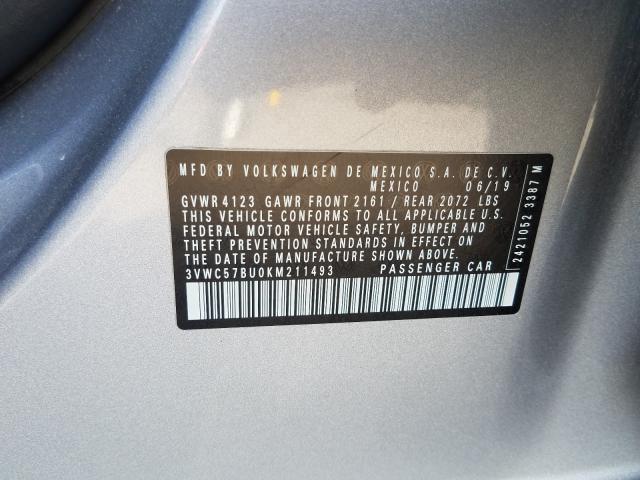 MFD BY VOLKSWAGEN DE MEXICO S.A. DE C.V.
MEXICO 06/19
GVWR 4123 GAWR FRONT 2161 / REAR 2072 LBS
THIS VEHICLE CONFORMS TO ALL APPLICABLE U.S.
FEDERAL MOTOR VEHICLE SAFETY, BUMPER AND
THEFT PREVENTION STANDARDS IN EFFECT ON
THE DATE OF MANUFACTURE SHOWN ABOVE.
3VWC57BU0KM211493 PASSENGER CAR
2421052 3387 M